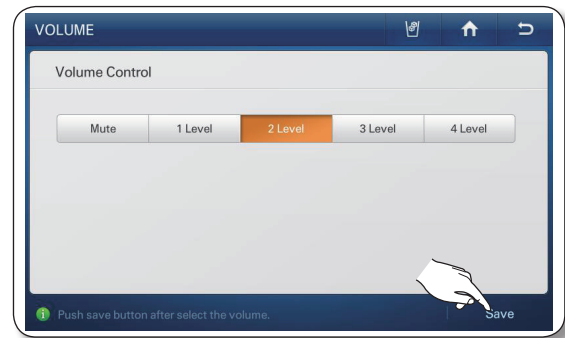 VOLUME
Volume Control
Mute 1 Level 2 Level 3 Level 4 Level
Push save button after select the volume.
Save